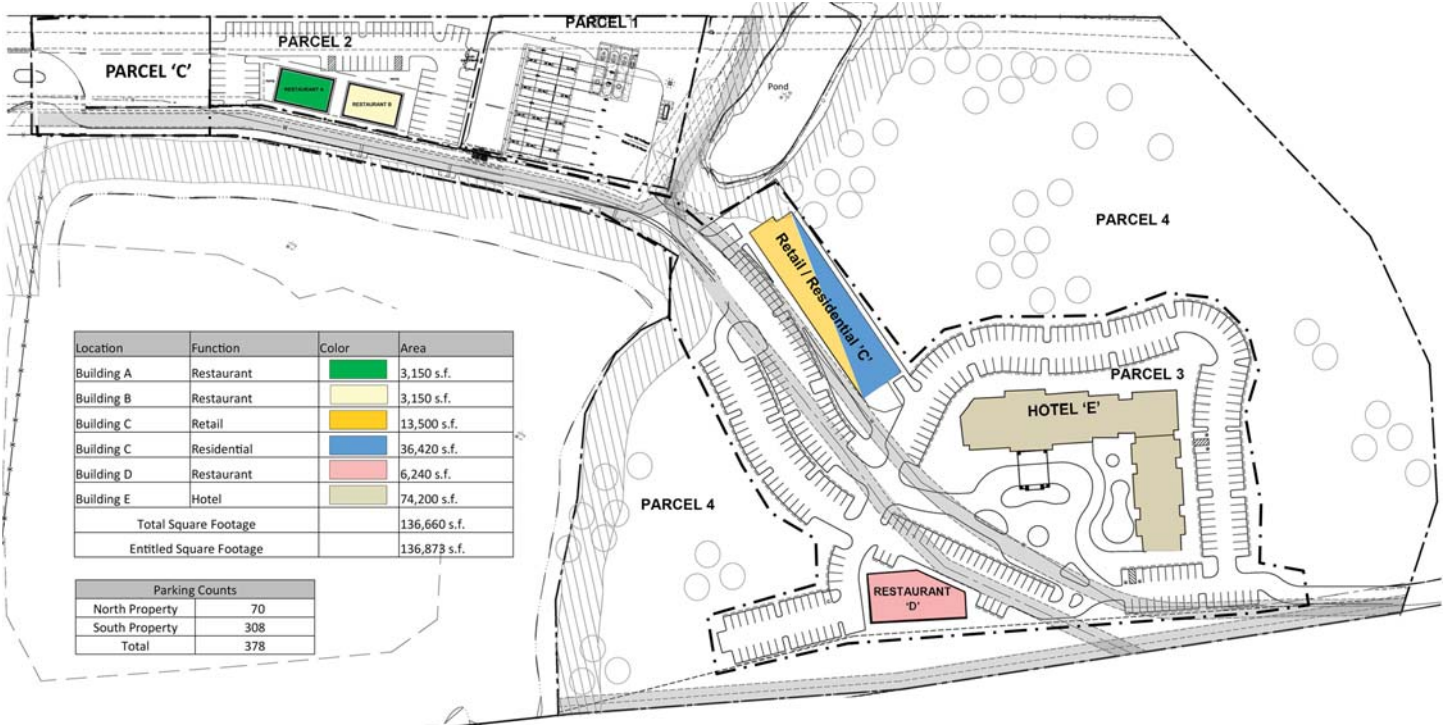 PARCEL 1
PARCEL 2
PARCEL ‘C’
RESTAURANT A
RESTAURANT B
Pond
PARCEL 4
Retail / Residential 'C'
PARCEL 3
HOTEL ‘E’
PARCEL 4
RESTAURANT
‘D’
Location Function Color Area
Building A Restaurant 3,150 s.f.
Building B Restaurant 3,150 s.f.
Building C Retail 13,500 s.f.
Building C Residential 36,420 s.f.
Building D Restaurant 6,240 s.f.
Building E Hotel 74,200 s.f.
Total Square Footage 136,660 s.f.
Entitled Square Footage 136,873 s.f.
Parking Counts
North Property 70
South Property 308
Total 378